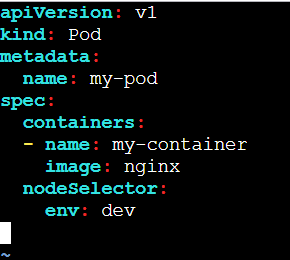 apiVersion: v1
kind: Pod
metadata:
  name: my-pod
spec:
  containers:
  - name: my-container
    image: nginx
  nodeSelector:
    env: dev
~